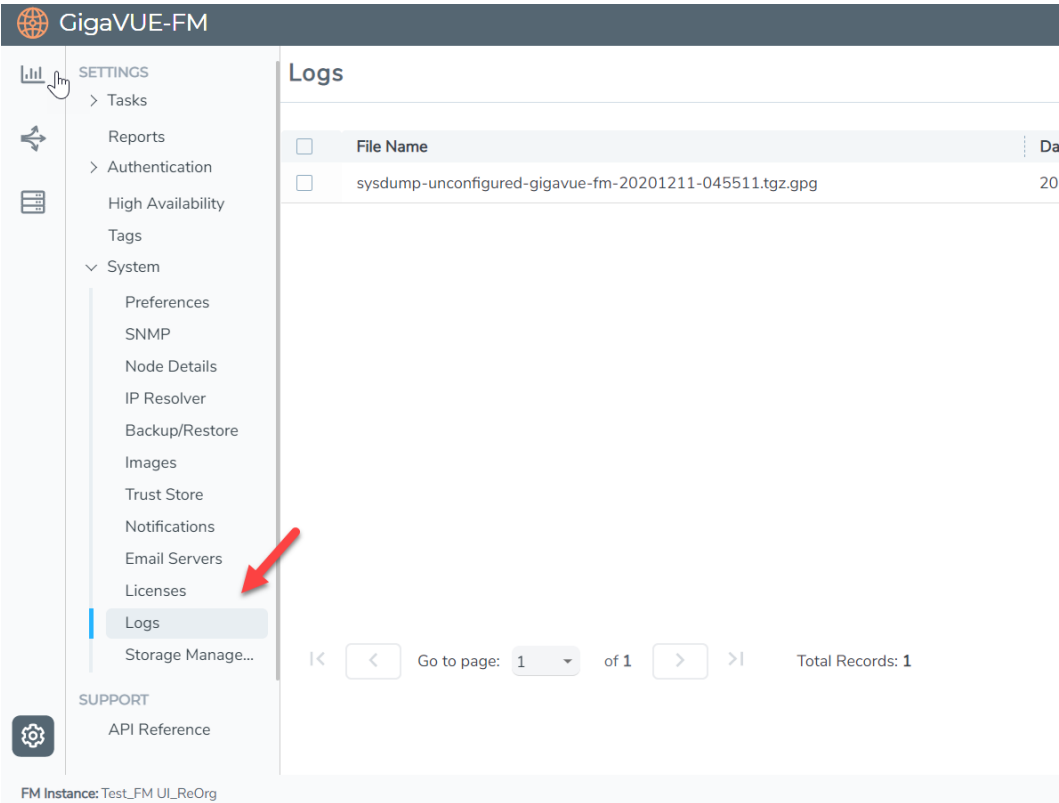 GigaVUE-FM
SETTINGS
Tasks
Reports
Authentication
High Availability
Tags
System
Preferences
SNMP
Node Details
IP Resolver
Backup/Restore
Images
Trust Store
Notifications
Email Servers
Licenses
Logs
Storage Manage...
SUPPORT
API Reference
Logs
File Name Da
sysdump-unconfigured-gigavue-fm-20201211-045511.tgz.gpg 20
Go to page: 1 of 1 Total Records: 1
FM Instance: Test_FM UI_ReOrg